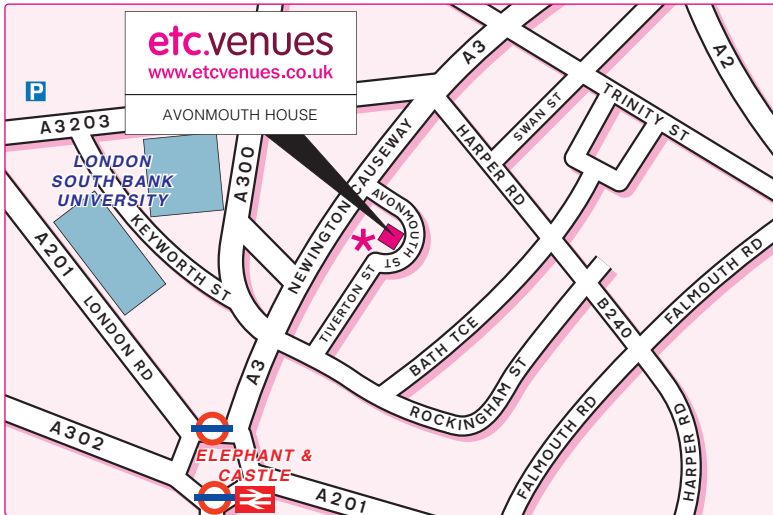 etc.venues
www.etcvenues.co.uk
AVONMOUTH HOUSE
P
A3203
A3
A2
TRINITY ST
SWAN ST
HARPER RD
LONDON
SOUTH BANK
UNIVERSITY
A300
NEWINGTON CAUSEWAY
AVONMOUTH ST
*
KEYWORTH ST
A201
LONDON RD
TIVERTON ST
BATH TCE
FALMOUTH RD
B240
A3
ROCKINGHAM ST
FALMOUTH RD
HARPER RD
A302
ELEPHANT &
CASTLE
A201